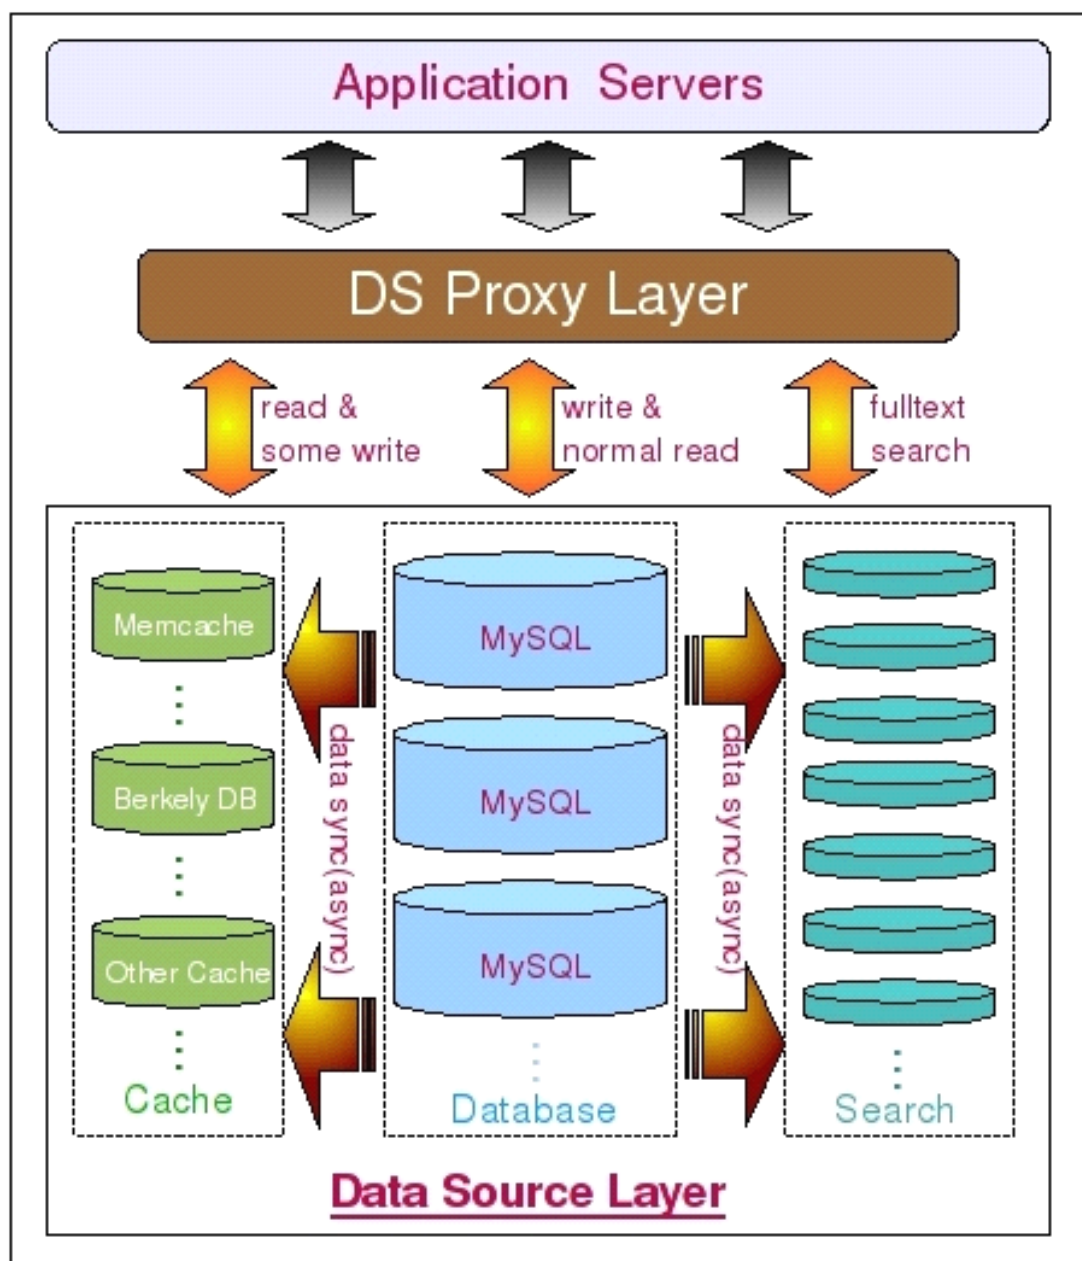 Application Servers
DS Proxy Layer
read &
some write
write &
normal read
fulltext
search
Memcache
Berkely DB
Other Cache
Cache
data sync(async)
MySQL
MySQL
MySQL
Database
data sync(async)
Search
Data Source Layer